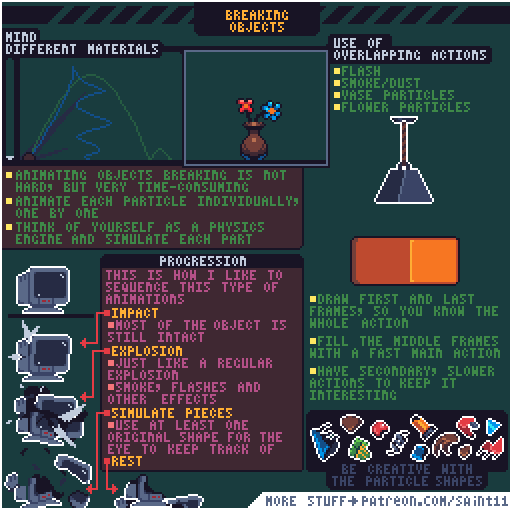 BREAKING
OBJECTS
MIND
DIFFERENT MATERIALS
USE OF
OVERLAPPING ACTIONS
FLASH
SMOKE/DUST
VASE PARTICLES
FLOWER PARTICLES
ANIMATING OBJECTS BREAKING IS NOT
HARD, BUT VERY TIME-CONSUMING
ANIMATE EACH PARTICLE INDIVIDUALLY,
ONE BY ONE
THINK OF YOURSELF AS A PHYSICS
ENGINE AND SIMULATE EACH PART
PROGRESSION
THIS IS HOW I LIKE TO
SEQUENCE THIS TYPE OF
ANIMATIONS
IMPACT
MOST OF THE OBJECT IS
STILL INTACT
EXPLOSION
JUST LIKE A REGULAR
EXPLOSION
SMOKE, FLASHES AND
OTHER EFFECTS
SIMULATE PIECES
USE AT LEAST ONE
ORIGINAL SHAPE FOR THE
EYE TO KEEP TRACK OF
REST
DRAW FIRST AND LAST
FRAMES, SO YOU KNOW THE
WHOLE ACTION
FILL THE MIDDLE FRAMES
WITH A FAST MAIN ACTION
HAVE SECONDARY, SLOWER
ACTIONS TO KEEP IT
INTERESTING
BE CREATIVE WITH
THE PARTICLE SHAPES
MORE STUFF→PATREON.COM/SAINT11